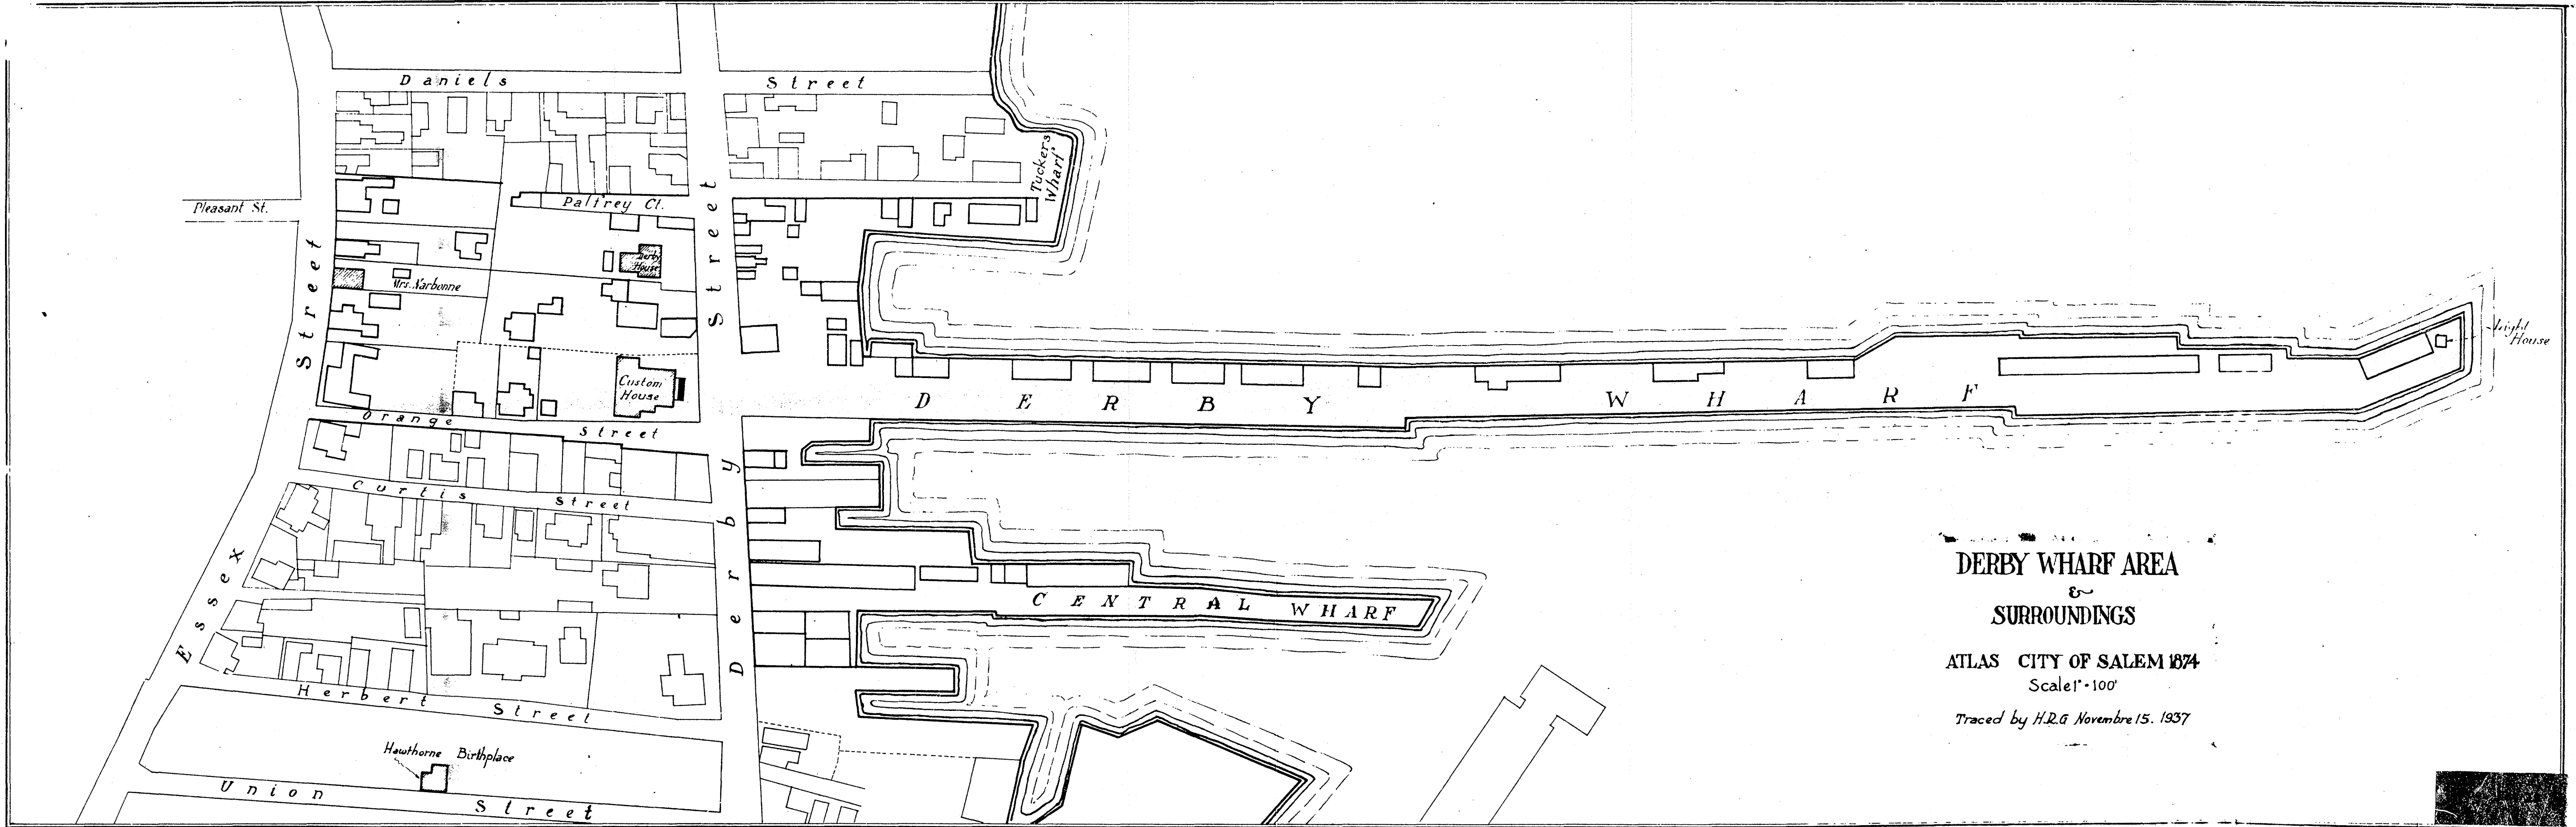 Daniels Street
Tuckers
Wharf
Pleasant St.
Palfrey Ct.
Derby
House
Mrs. Narbonne
Custom
House
Light
House
DERBY WHARF
Orange Street
Curtis Street
Essex Street
Derby Street
CENTRAL WHARF
Herbert Street
Hawthorne Birthplace
Union Street
DERBY WHARF AREA
&
SURROUNDINGS
ATLAS CITY OF SALEM 1874
Scale 1" = 100'
Traced by H.R.G Novembre 15. 1937